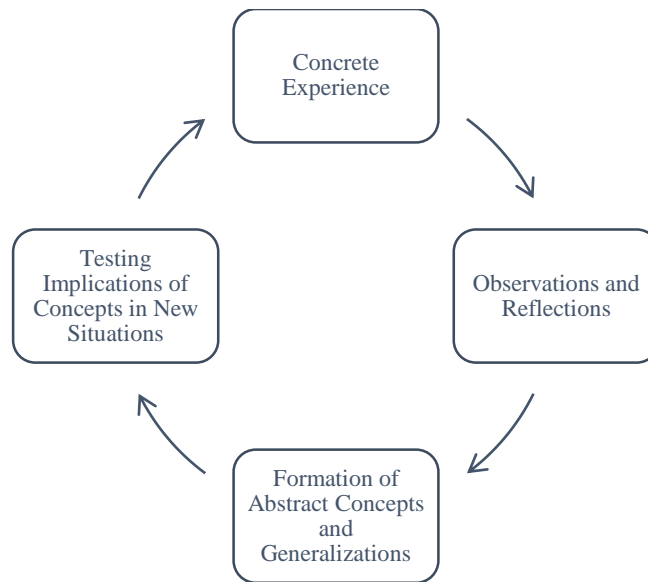 Concrete
Experience
Observations and
Reflections
Formation of
Abstract Concepts
and
Generalizations
Testing
Implications of
Concepts in New
Situations